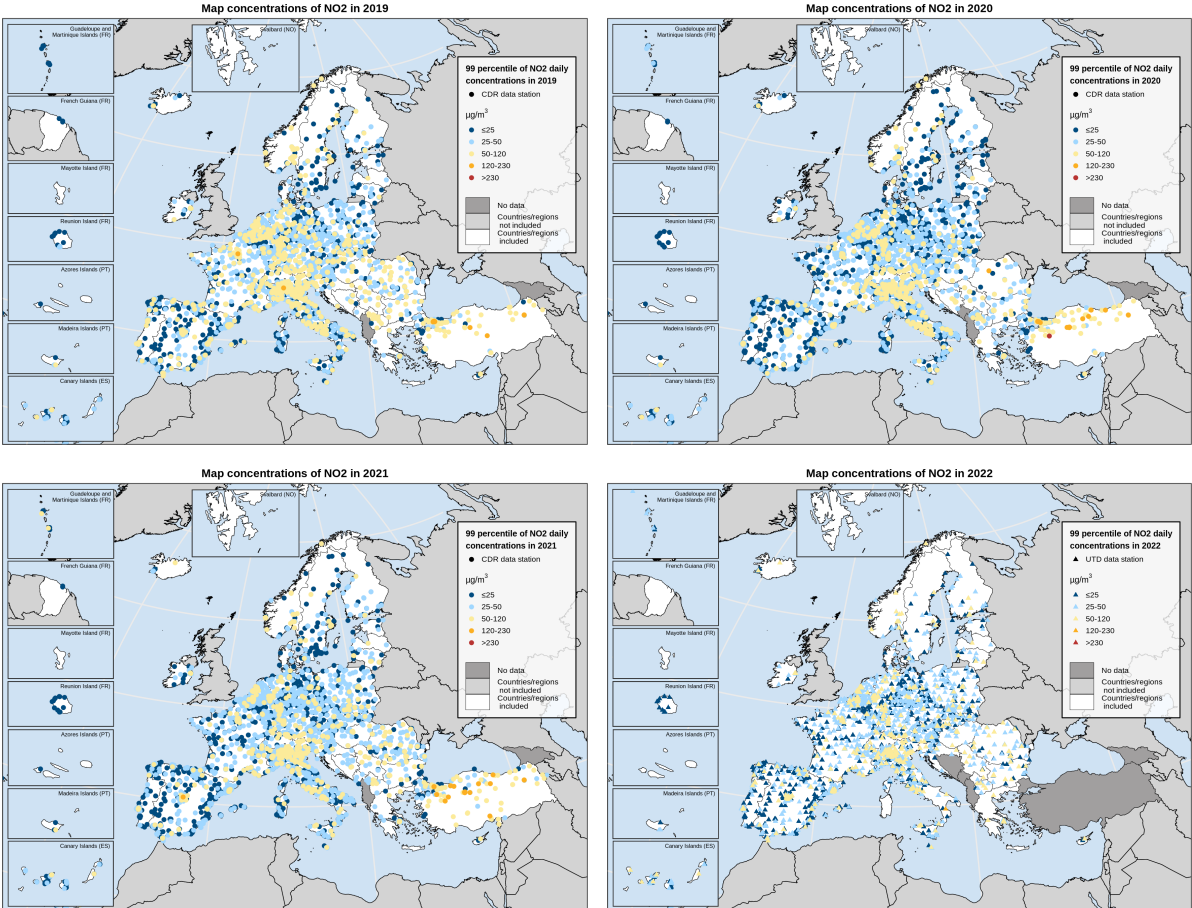 Map concentrations of NO2 in 2019
Guadeloupe and
Martinique Islands (FR)
Svalbard (NO)
French Guiana (FR)
Mayotte Island (FR)
Reunion Island (FR)
Azores Islands (PT)
Madeira Islands (PT)
Canary Islands (ES)
99 percentile of NO2 daily
concentrations in 2019
CDR data station
µg/m³
≤25
25-50
50-120
120-230
>230
No data
Countries/regions
not included
Countries/regions
included
Map concentrations of NO2 in 2020
Guadeloupe and
Martinique Islands (FR)
Svalbard (NO)
French Guiana (FR)
Mayotte Island (FR)
Reunion Island (FR)
Azores Islands (PT)
Madeira Islands (PT)
Canary Islands (ES)
99 percentile of NO2 daily
concentrations in 2020
CDR data station
µg/m³
≤25
25-50
50-120
120-230
>230
No data
Countries/regions
not included
Countries/regions
included
Map concentrations of NO2 in 2021
Guadeloupe and
Martinique Islands (FR)
Svalbard (NO)
French Guiana (FR)
Mayotte Island (FR)
Reunion Island (FR)
Azores Islands (PT)
Madeira Islands (PT)
Canary Islands (ES)
99 percentile of NO2 daily
concentrations in 2021
CDR data station
µg/m³
≤25
25-50
50-120
120-230
>230
No data
Countries/regions
not included
Countries/regions
included
Map concentrations of NO2 in 2022
Guadeloupe and
Martinique Islands (FR)
Svalbard (NO)
French Guiana (FR)
Mayotte Island (FR)
Reunion Island (FR)
Azores Islands (PT)
Madeira Islands (PT)
Canary Islands (ES)
99 percentile of NO2 daily
concentrations in 2022
UTD data station
µg/m³
≤25
25-50
50-120
120-230
>230
No data
Countries/regions
not included
Countries/regions
included